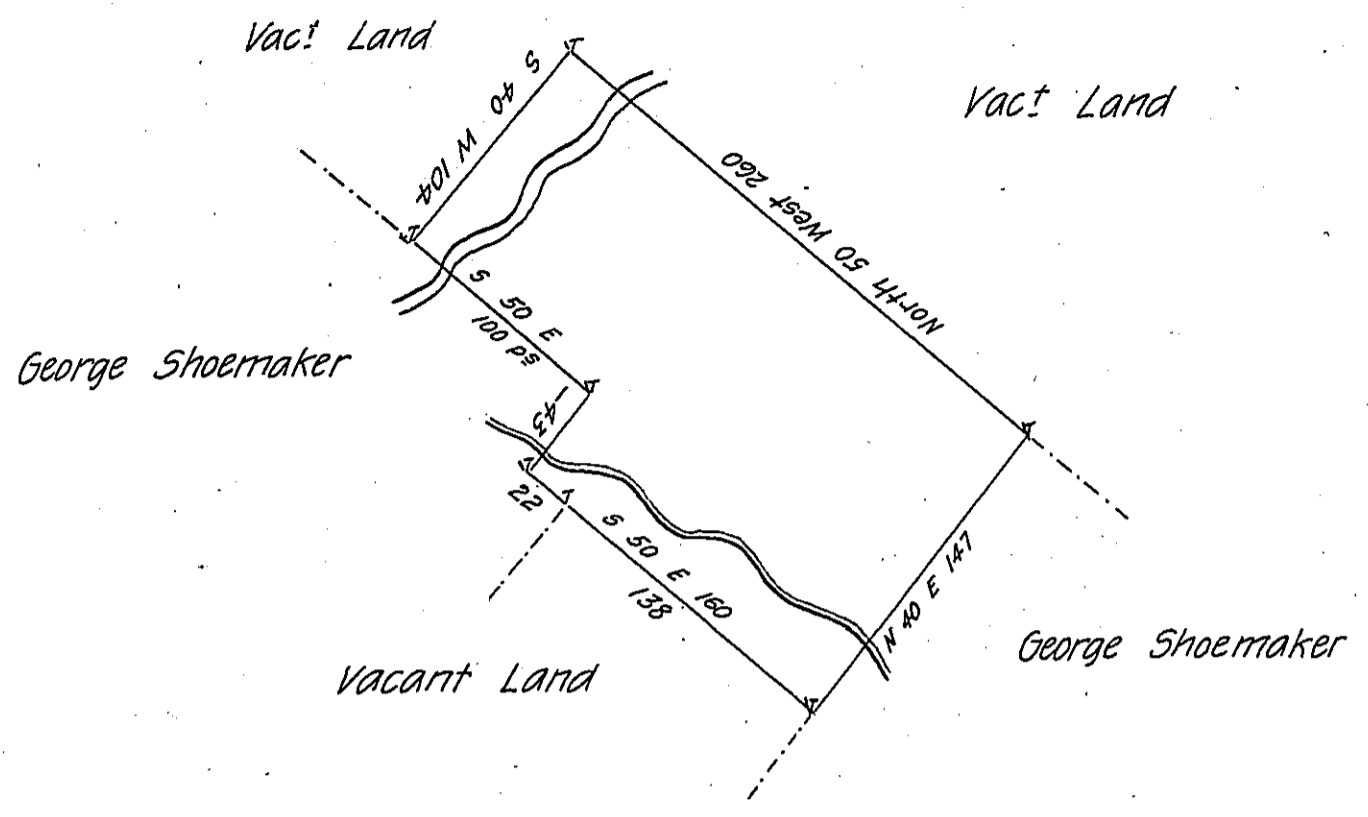 Vac.t Land
Vac.t Land
S 40 W 104
North 50 West 260
S 50 E
100 ps
George Shoemaker
43
22
S 50 E 160
138
N 40 E 147
George Shoemaker
Vacant Land